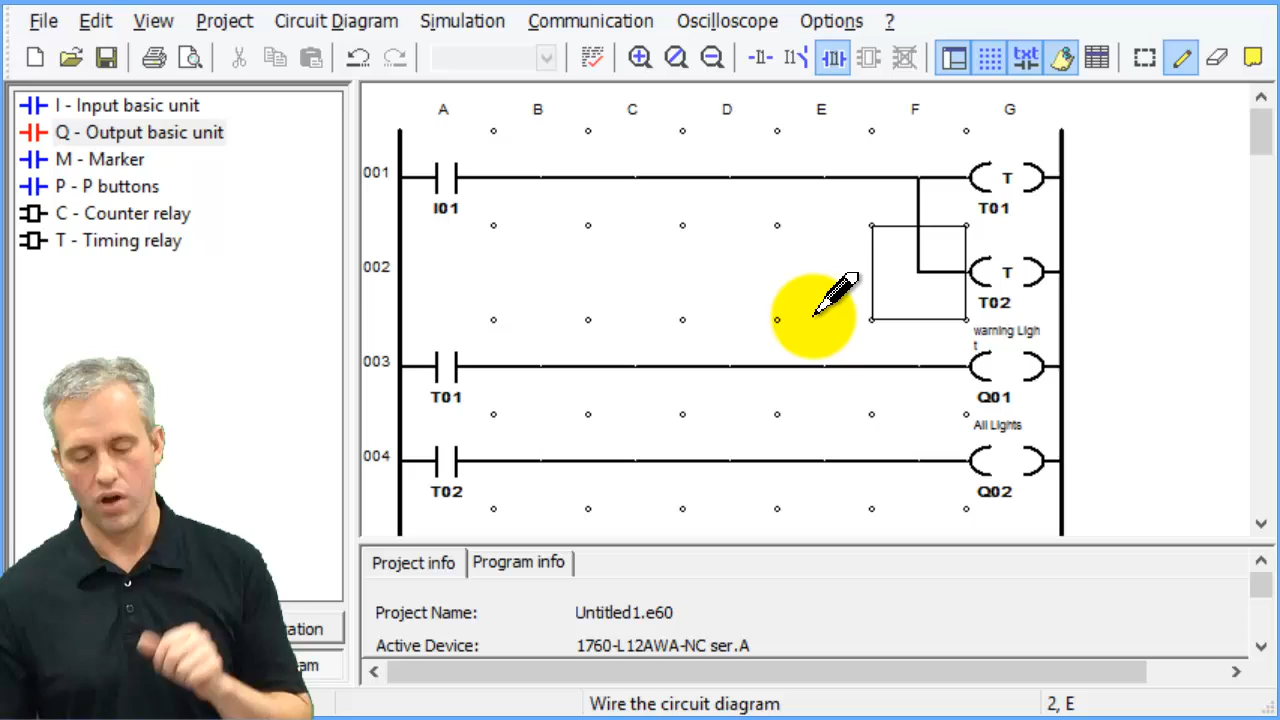 File Edit View Project Circuit Diagram Simulation Communication Oscilloscope Options ?
txt
I - Input basic unit
Q - Output basic unit
M - Marker
P - P buttons
C - Counter relay
T - Timing relay
A B C D E F G
001
T
I01
T01
002
T
T02
warning Ligh
t
003
T01
Q01
All Lights
004
T02
Q02
Project info Program info
Project Name: Untitled1.e60
Active Device: 1760-L12AWA-NC ser.A
Wire the circuit diagram 2, E